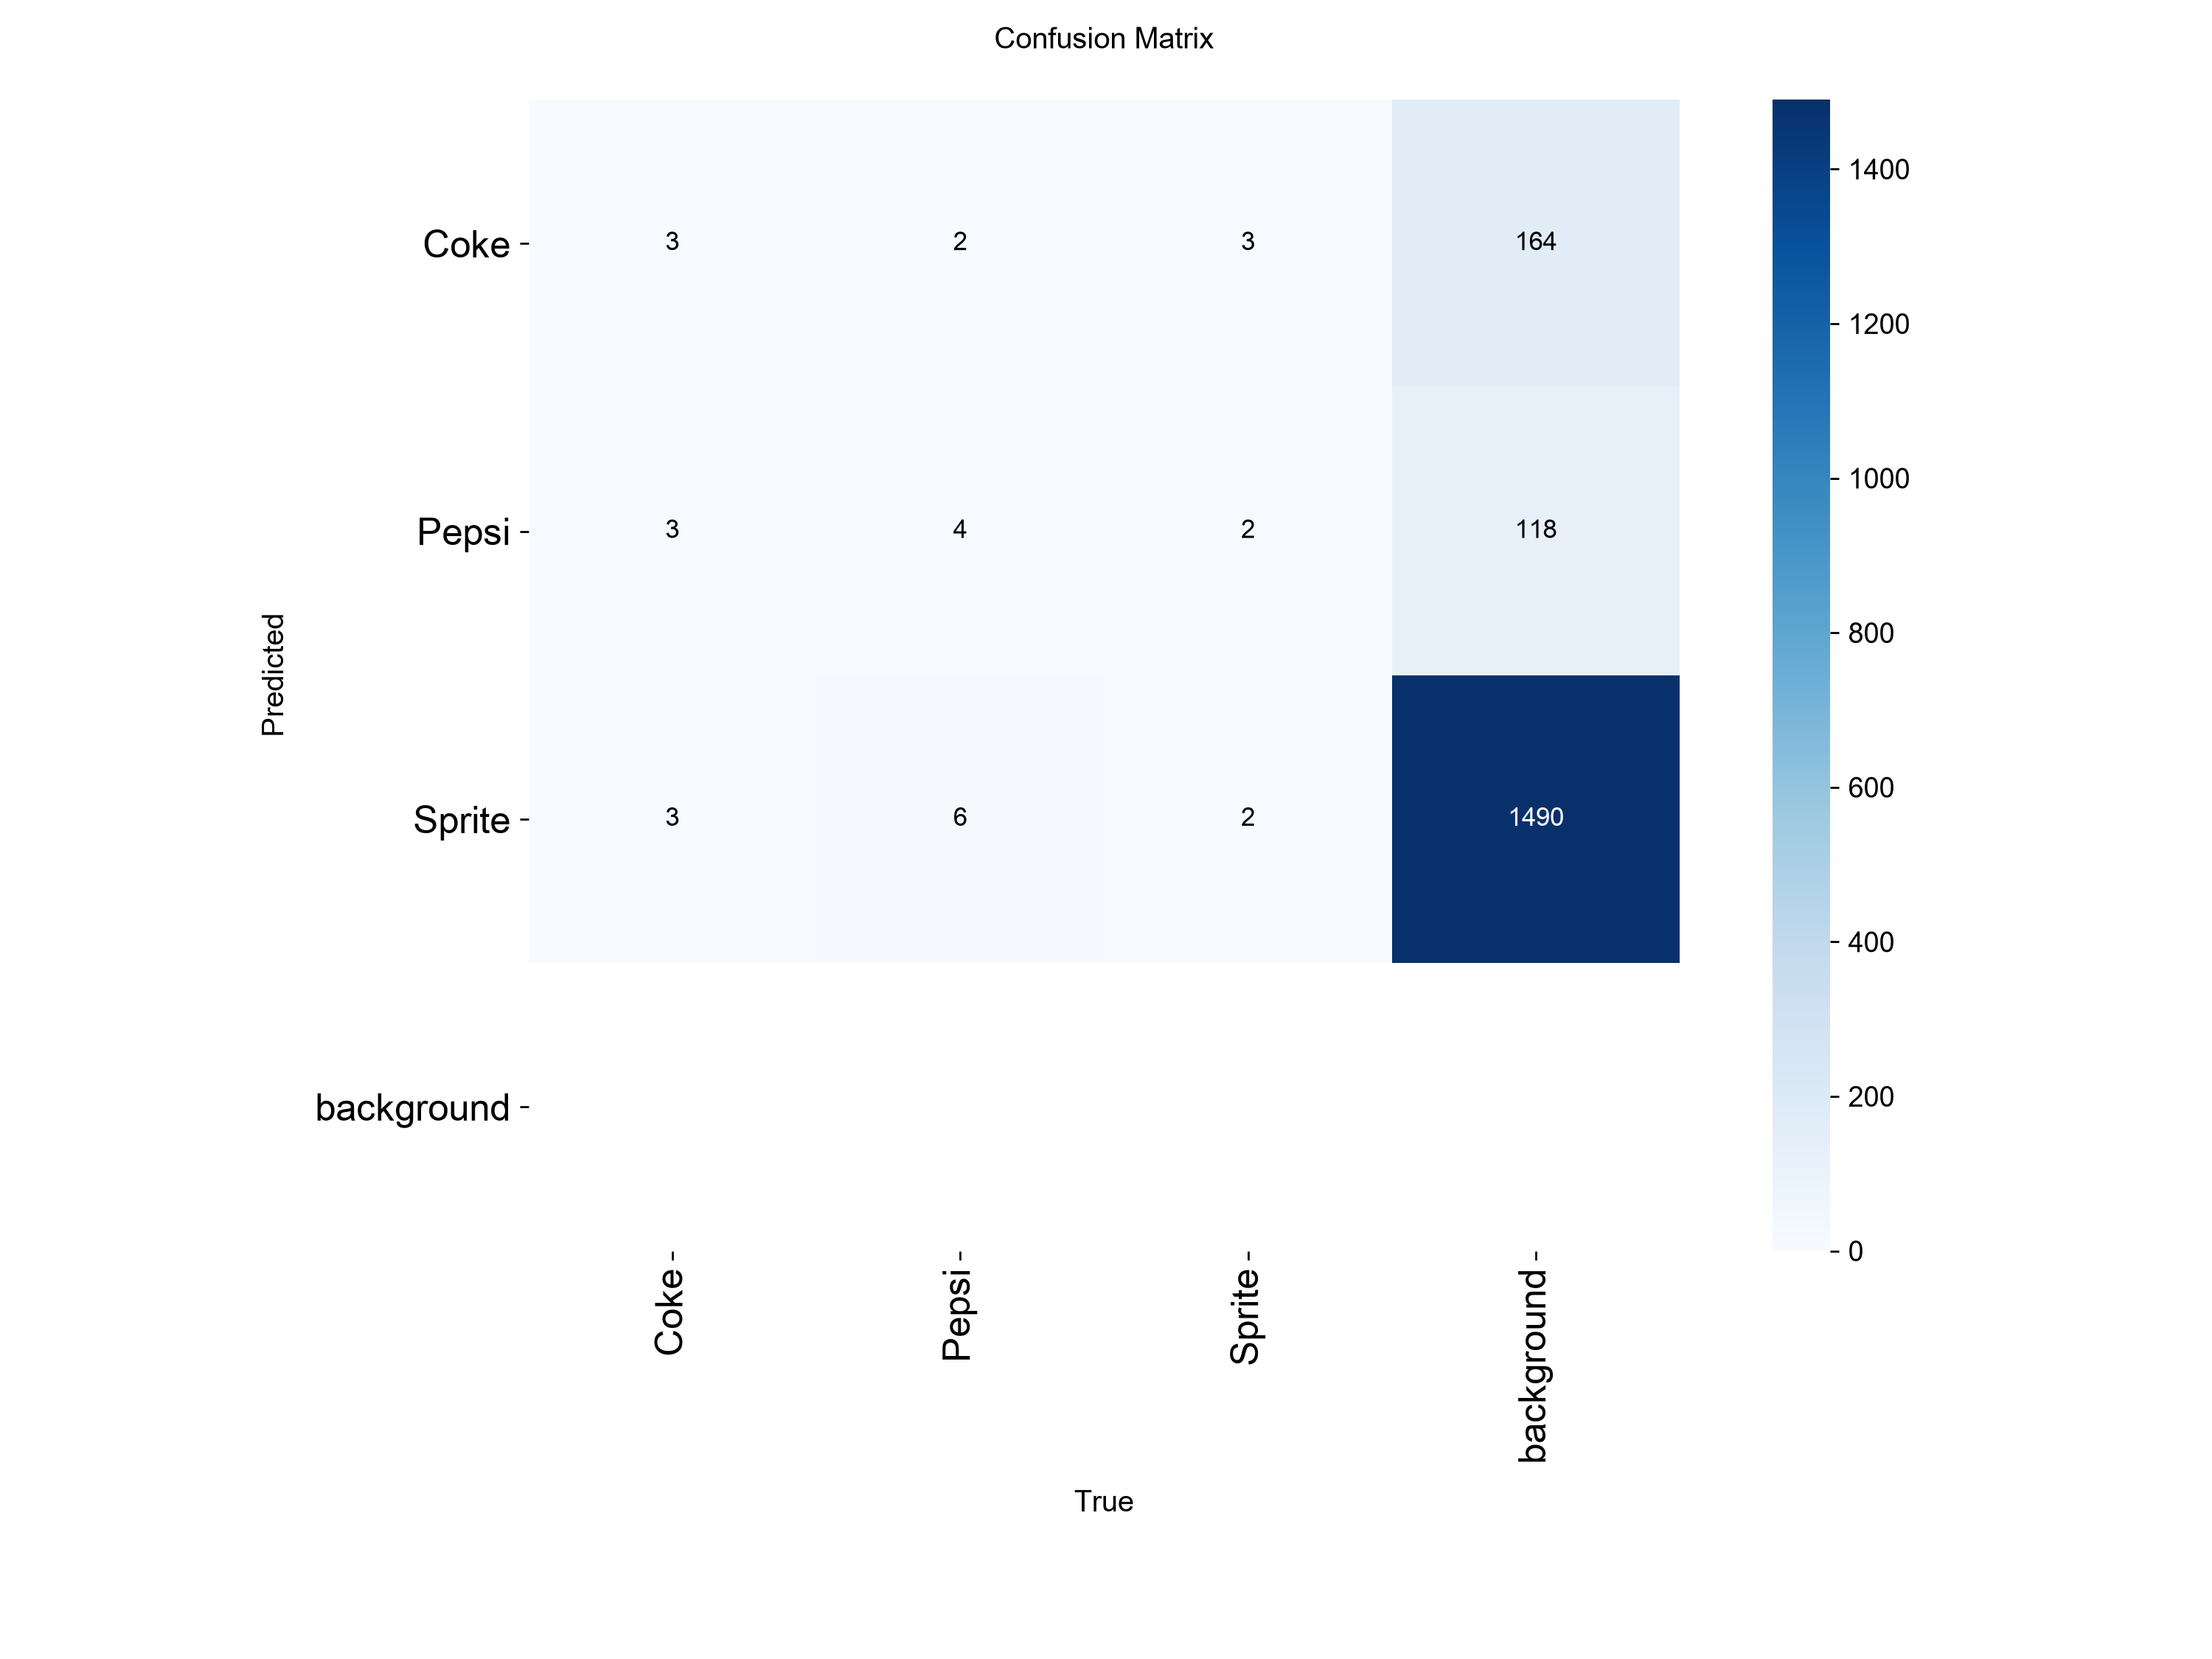 Confusion Matrix
Coke
3
2
3
164
Pepsi
3
4
2
118
Sprite
3
6
2
1490
background
Predicted
Coke
Pepsi
Sprite
background
True
1400
1200
1000
800
600
400
200
0